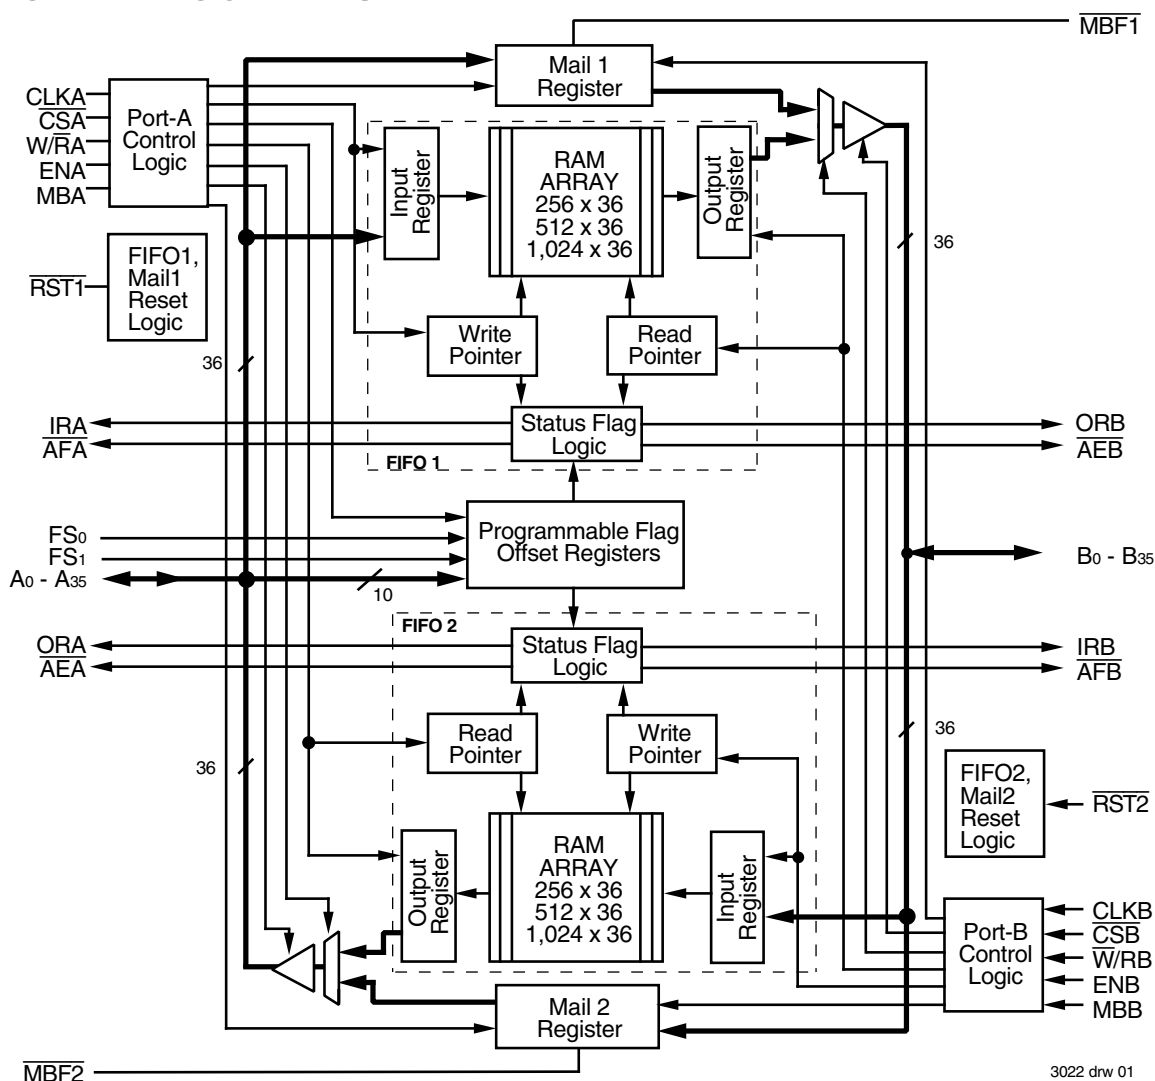 MBF1
Mail 1
Register
CLKA
CSA
W/RA
ENA
MBA
Port-A
Control
Logic
Input
Register
RAM
ARRAY
256 x 36
512 x 36
1,024 x 36
Output
Register
36
RST1
FIFO1,
Mail1
Reset
Logic
36
Write
Pointer
Read
Pointer
IRA
AFA
Status Flag
Logic
ORB
AEB
FIFO 1
FS0
FS1
A0 - A35
Programmable Flag
Offset Registers
10
B0 - B35
FIFO 2
ORA
AEA
Status Flag
Logic
IRB
AFB
Read
Pointer
Write
Pointer
36
36
FIFO2,
Mail2
Reset
Logic
RST2
Output
Register
RAM
ARRAY
256 x 36
512 x 36
1,024 x 36
Input
Register
Port-B
Control
Logic
CLKB
CSB
W/RB
ENB
MBB
Mail 2
Register
MBF2
3022 drw 01